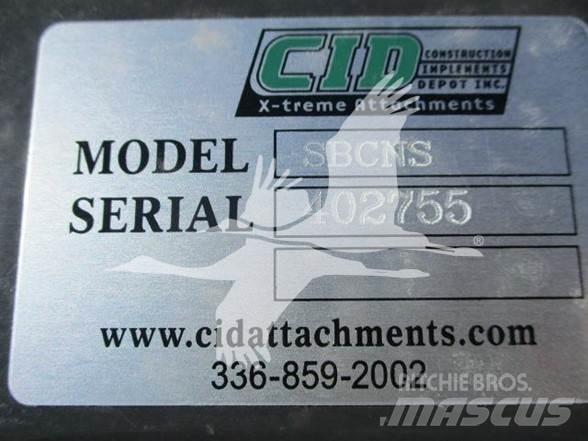 CID CONSTRUCTION
IMPLEMENTS
DEPOT INC.
X-treme Attachments
MODEL SBCNS
SERIAL 402755
®
www.cidattachments.com
336-859-2002
RITCHIE BROS.
MASCUS